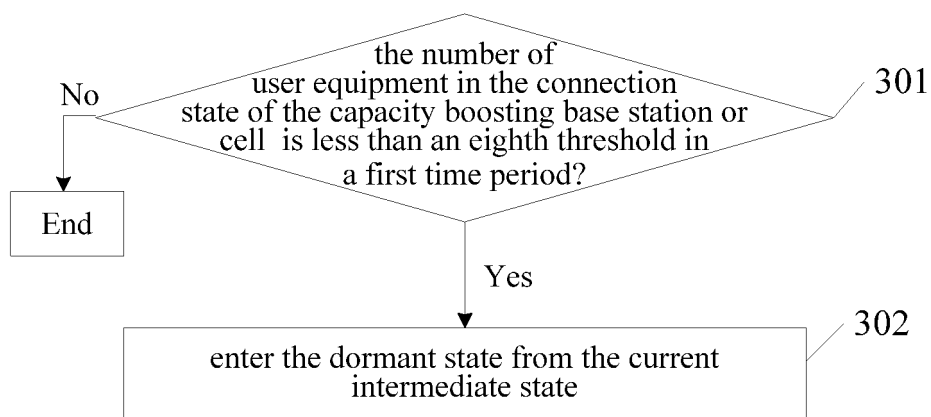 the number of
user equipment in the connection
state of the capacity boosting base station or
cell is less than an eighth threshold in
a first time period?
301
No
End
Yes
302
enter the dormant state from the current
intermediate state